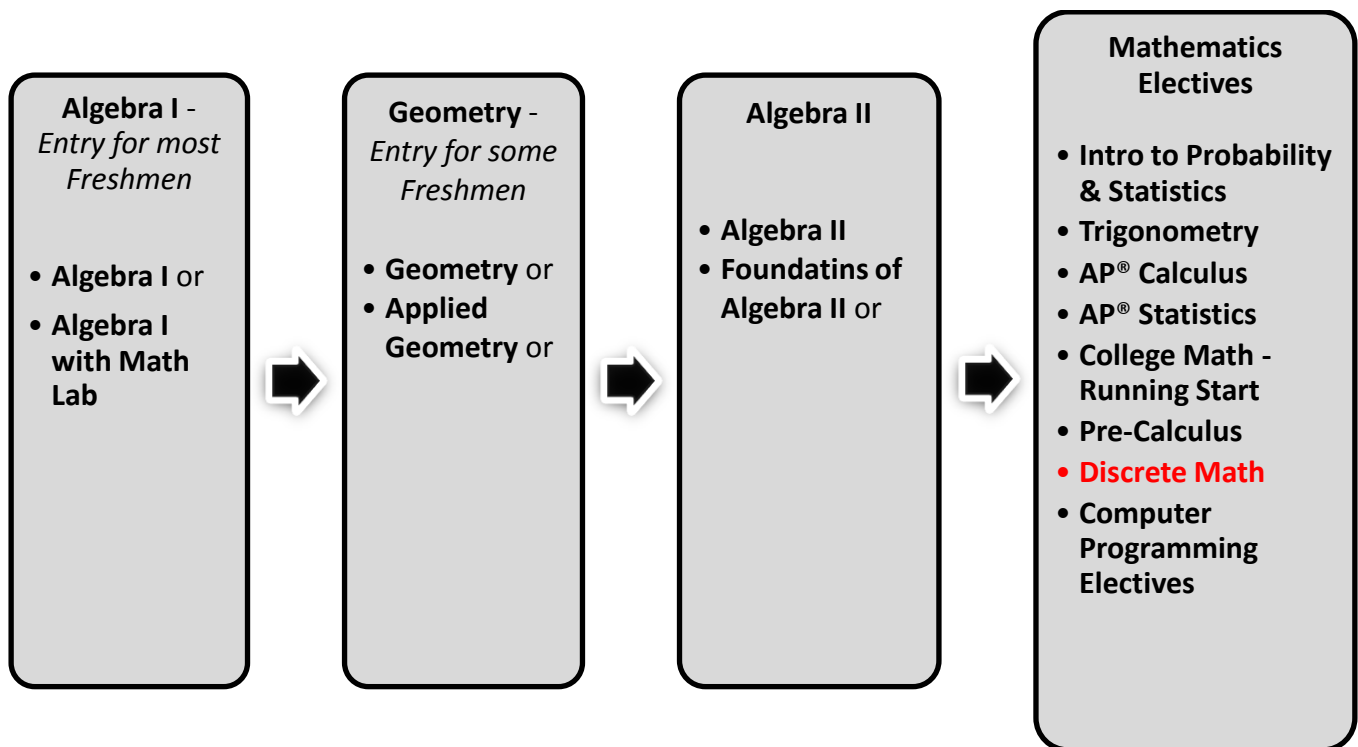 Algebra I -
Entry for most
Freshmen
• Algebra I or
• Algebra I
with Math
Lab
Geometry -
Entry for some
Freshmen
• Geometry or
• Applied
Geometry or
Algebra II
• Algebra II
• Foundatins of
Algebra II or
Mathematics
Electives
• Intro to Probability
& Statistics
• Trigonometry
• AP® Calculus
• AP® Statistics
• College Math -
Running Start
• Pre-Calculus
• Discrete Math
• Computer
Programming
Electives